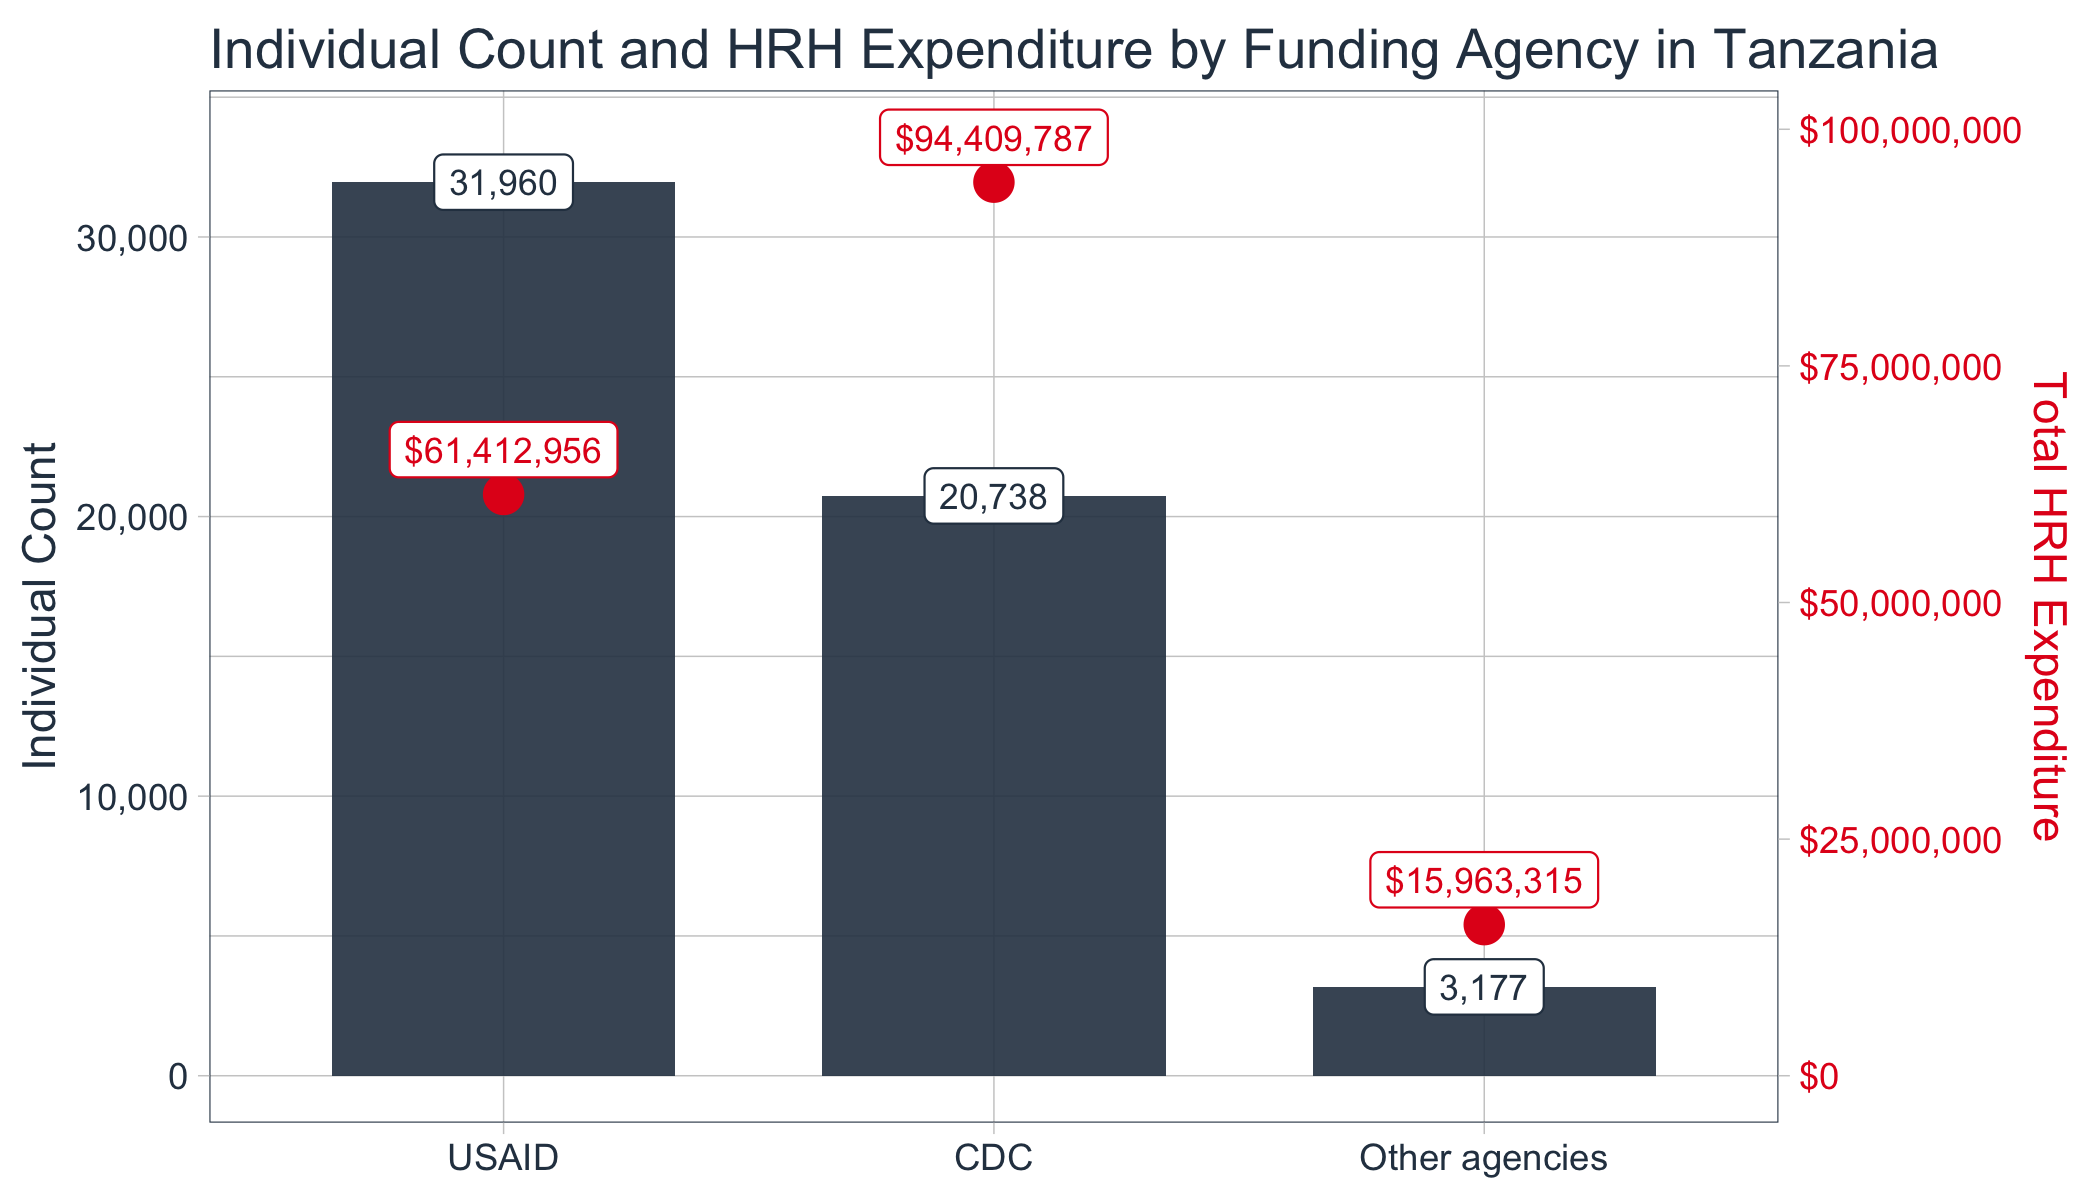 Individual Count and HRH Expenditure by Funding Agency in Tanzania
Individual Count
30,000
20,000
10,000
0
31,960
$61,412,956
$94,409,787
20,738
$15,963,315
3,177
$100,000,000
$75,000,000
$50,000,000
$25,000,000
$0
Total HRH Expenditure
USAID
CDC
Other agencies